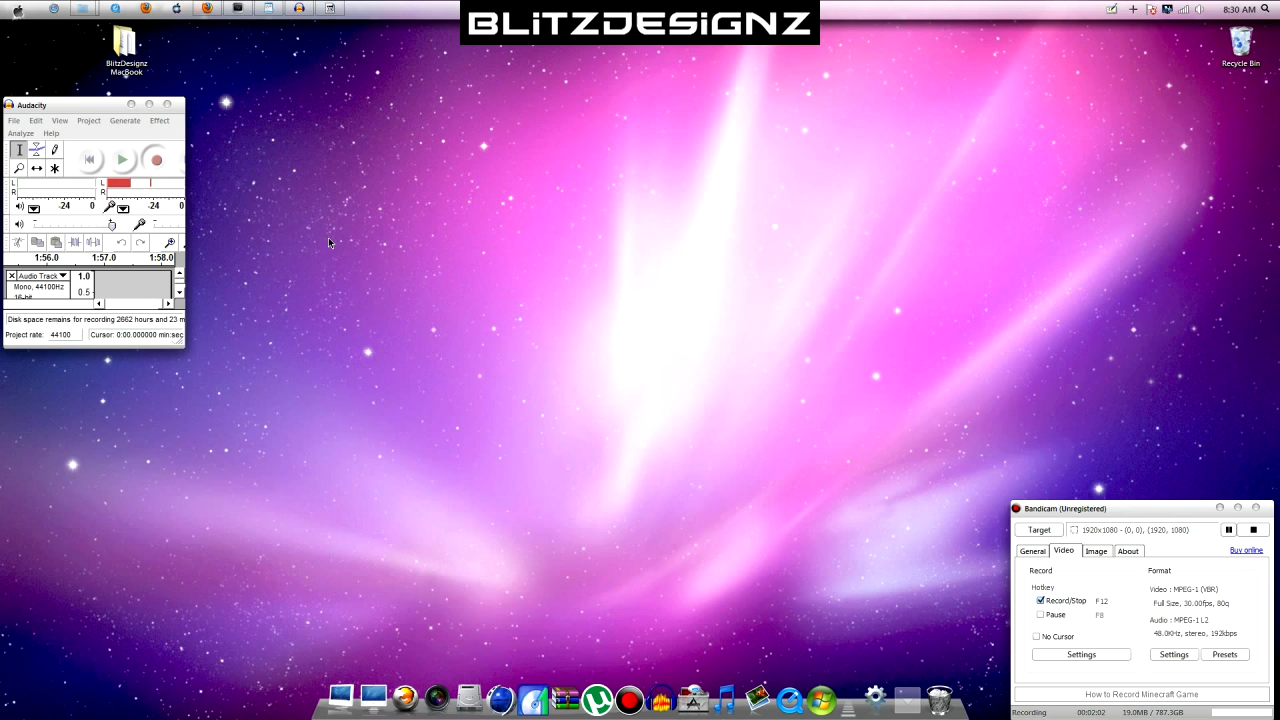 8:30 AM
BLiTZDESiGNZ
BlitzDesignz
MacBook
Recycle Bin
Audacity
File Edit View Project Generate Effect
Analyze Help
L
R
-24 0
L
R
-24 0
1:56.0 1:57.0 1:58.0
Audio Track 1.0
Mono, 44100Hz
16-bit 0.5
Disk space remains for recording 2662 hours and 23 m
Project rate: 44100 Cursor: 0:00.000000 min:sec
Bandicam (Unregistered)
Target 1920x1080 - (0, 0), (1920, 1080)
General Video Image About Buy online
Record Format
Hotkey
Video : MPEG-1 (VBR)
Record/Stop F12
Full Size, 30.00fps, 80q
Pause F8
Audio : MPEG-1 L2
No Cursor
48.0KHz, stereo, 192kbps
Settings Settings Presets
How to Record Minecraft Game
Recording 00:02:02 19.0MB / 787.3GB